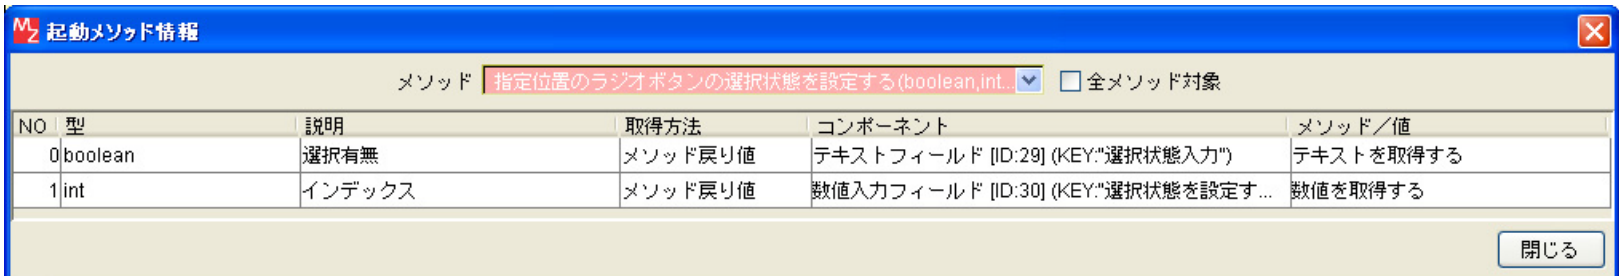 MZ 起動メソッド情報
メソッド 指定位置のラジオボタンの選択状態を設定する(boolean,int... 全メソッド対象
NO 型 説明 取得方法 コンポーネント メソッド／値
0 boolean 選択有無 メソッド戻り値 テキストフィールド [ID:29] (KEY:"選択状態入力") テキストを取得する
1 int インデックス メソッド戻り値 数値入力フィールド [ID:30] (KEY:"選択状態を設定す... 数値を取得する
閉じる